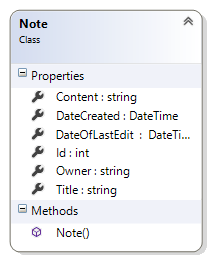 Note
Class
Properties
Content : string
DateCreated : DateTime
DateOfLastEdit : DateTi...
Id : int
Owner : string
Title : string
Methods
Note()